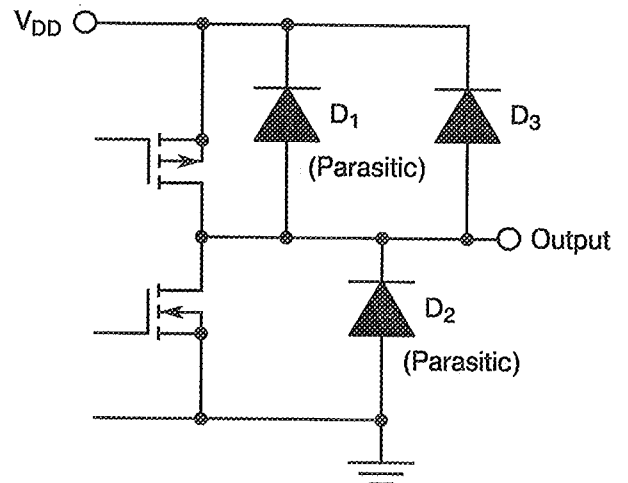 VDD
D1
(Parasitic)
D3
Output
D2
(Parasitic)